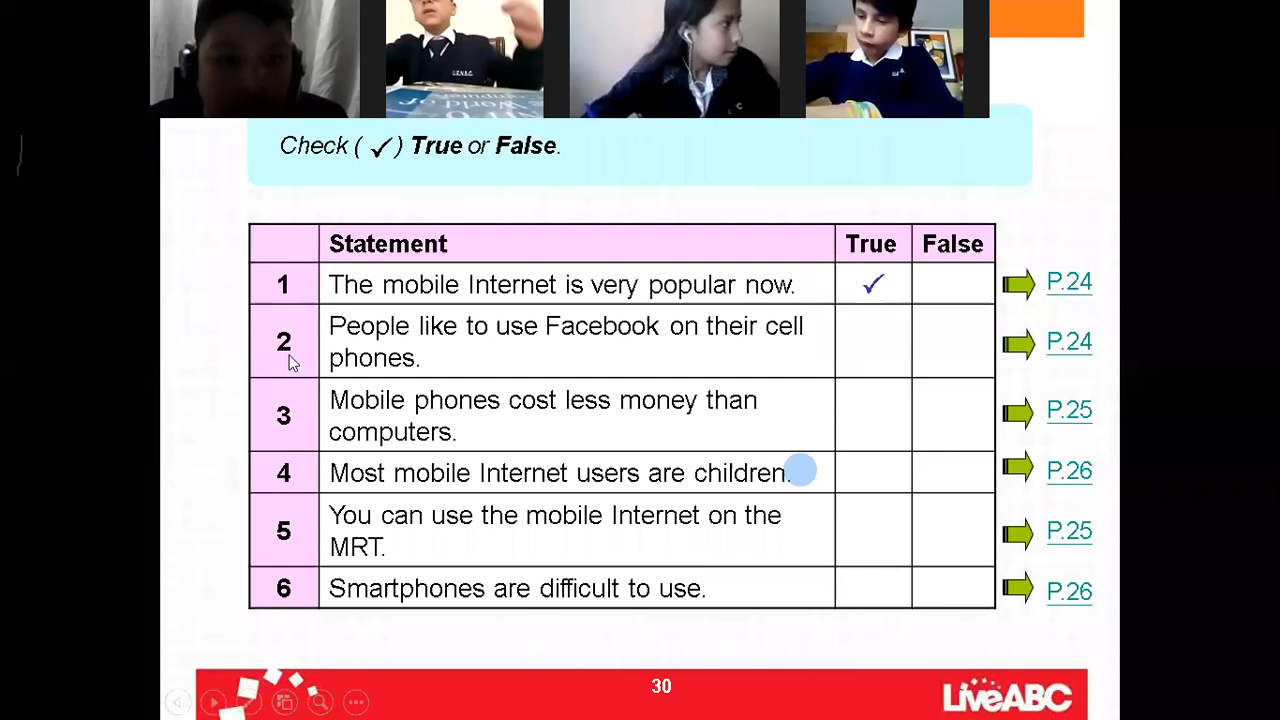 Check ( ✓ ) True or False.
Statement True False
1 The mobile Internet is very popular now. ✓ P.24
2 People like to use Facebook on their cell
phones. P.24
3 Mobile phones cost less money than
computers. P.25
4 Most mobile Internet users are children. P.26
5 You can use the mobile Internet on the
MRT. P.25
6 Smartphones are difficult to use. P.26
30
LiveABC